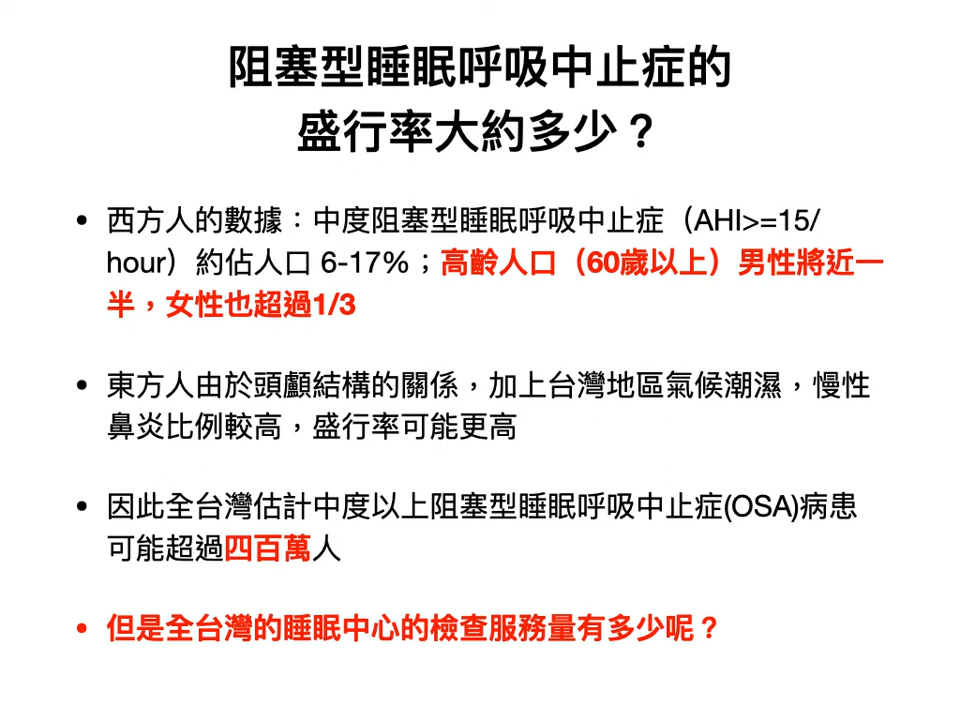 阻塞型睡眠呼吸中止症的
盛行率大約多少？
• 西方人的數據：中度阻塞型睡眠呼吸中止症（AHI>=15/
hour）約佔人口 6-17%；高齡人口（60歲以上）男性將近一
半，女性也超過1/3
• 東方人由於頭顱結構的關係，加上台灣地區氣候潮濕，慢性
鼻炎比例較高，盛行率可能更高
• 因此全台灣估計中度以上阻塞型睡眠呼吸中止症(OSA)病患
可能超過四百萬人
• 但是全台灣的睡眠中心的檢查服務量有多少呢？